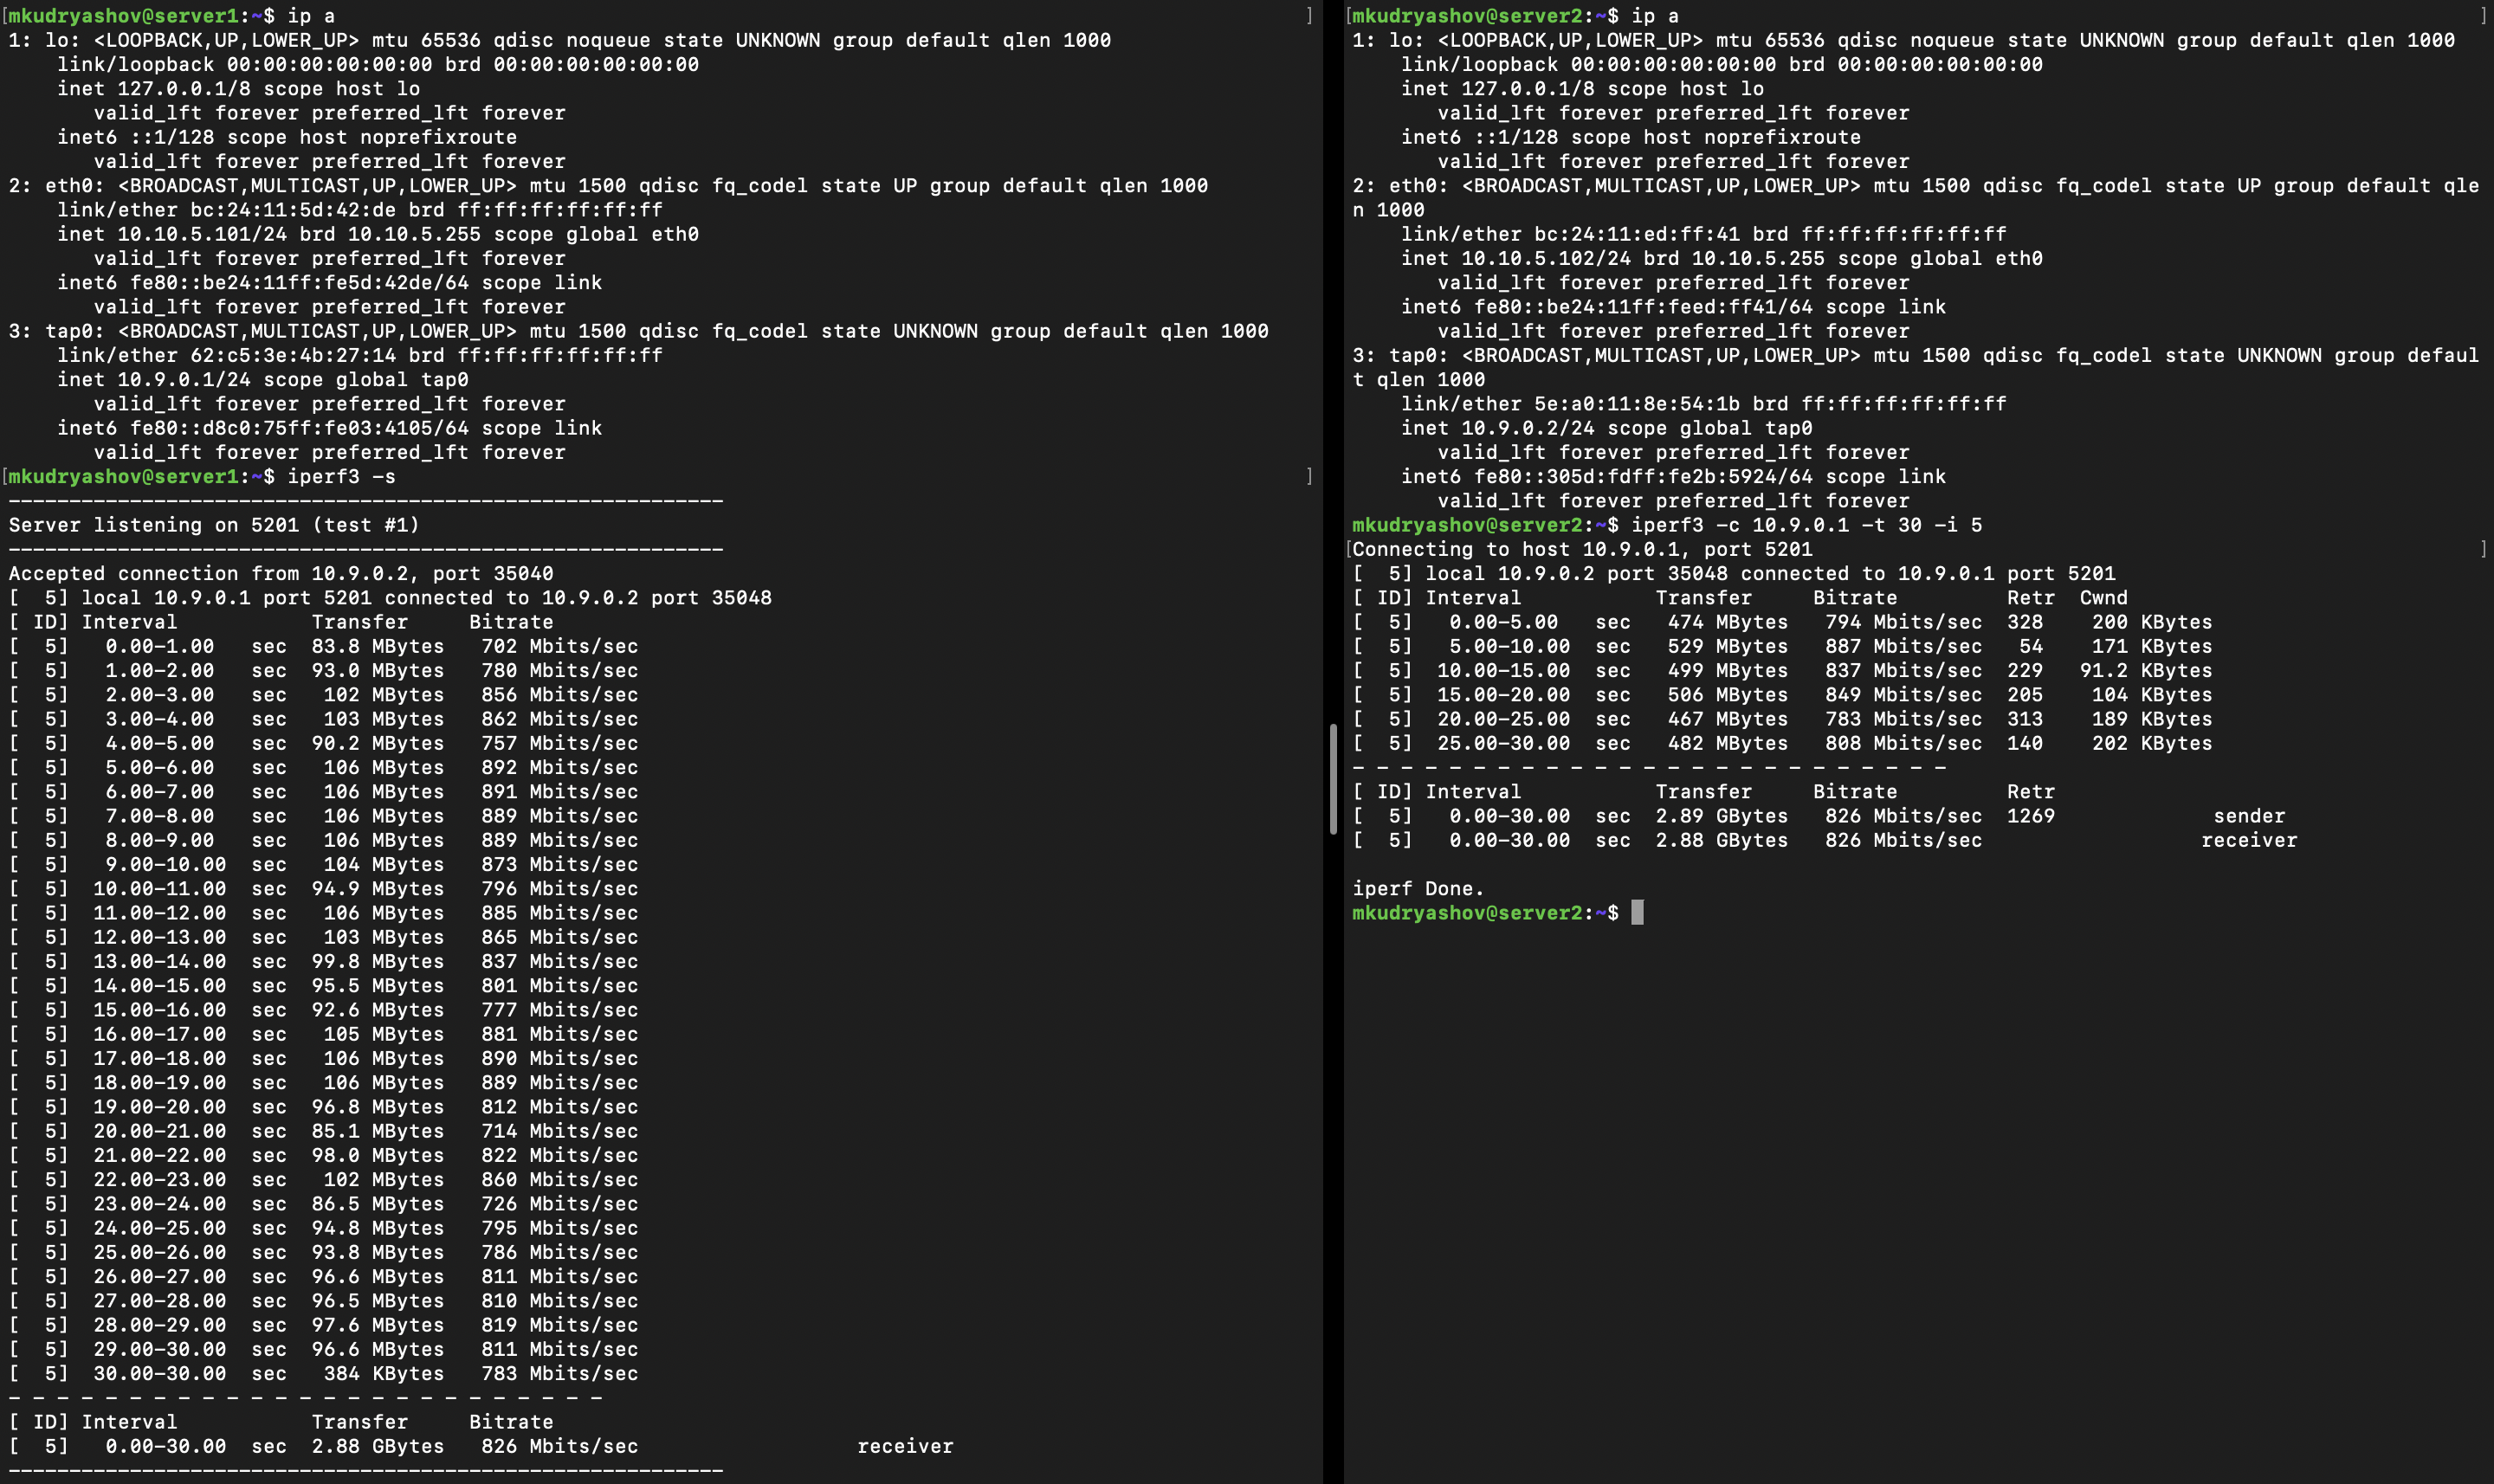 [mkudryashov@server1:~$ ip a ]
1: lo: <LOOPBACK,UP,LOWER_UP> mtu 65536 qdisc noqueue state UNKNOWN group default qlen 1000
    link/loopback 00:00:00:00:00:00 brd 00:00:00:00:00:00
    inet 127.0.0.1/8 scope host lo
       valid_lft forever preferred_lft forever
    inet6 ::1/128 scope host noprefixroute
       valid_lft forever preferred_lft forever
2: eth0: <BROADCAST,MULTICAST,UP,LOWER_UP> mtu 1500 qdisc fq_codel state UP group default qlen 1000
    link/ether bc:24:11:5d:42:de brd ff:ff:ff:ff:ff:ff
    inet 10.10.5.101/24 brd 10.10.5.255 scope global eth0
       valid_lft forever preferred_lft forever
    inet6 fe80::be24:11ff:fe5d:42de/64 scope link
       valid_lft forever preferred_lft forever
3: tap0: <BROADCAST,MULTICAST,UP,LOWER_UP> mtu 1500 qdisc fq_codel state UNKNOWN group default qlen 1000
    link/ether 62:c5:3e:4b:27:14 brd ff:ff:ff:ff:ff:ff
    inet 10.9.0.1/24 scope global tap0
       valid_lft forever preferred_lft forever
    inet6 fe80::d8c0:75ff:fe03:4105/64 scope link
       valid_lft forever preferred_lft forever
[mkudryashov@server1:~$ iperf3 -s ]
-----------------------------------------------------------
Server listening on 5201 (test #1)
-----------------------------------------------------------
Accepted connection from 10.9.0.2, port 35040
[  5] local 10.9.0.1 port 5201 connected to 10.9.0.2 port 35048
[ ID] Interval           Transfer     Bitrate
[  5]   0.00-1.00   sec  83.8 MBytes   702 Mbits/sec
[  5]   1.00-2.00   sec  93.0 MBytes   780 Mbits/sec
[  5]   2.00-3.00   sec   102 MBytes   856 Mbits/sec
[  5]   3.00-4.00   sec   103 MBytes   862 Mbits/sec
[  5]   4.00-5.00   sec  90.2 MBytes   757 Mbits/sec
[  5]   5.00-6.00   sec   106 MBytes   892 Mbits/sec
[  5]   6.00-7.00   sec   106 MBytes   891 Mbits/sec
[  5]   7.00-8.00   sec   106 MBytes   889 Mbits/sec
[  5]   8.00-9.00   sec   106 MBytes   889 Mbits/sec
[  5]   9.00-10.00  sec   104 MBytes   873 Mbits/sec
[  5]  10.00-11.00  sec  94.9 MBytes   796 Mbits/sec
[  5]  11.00-12.00  sec   106 MBytes   885 Mbits/sec
[  5]  12.00-13.00  sec   103 MBytes   865 Mbits/sec
[  5]  13.00-14.00  sec  99.8 MBytes   837 Mbits/sec
[  5]  14.00-15.00  sec  95.5 MBytes   801 Mbits/sec
[  5]  15.00-16.00  sec  92.6 MBytes   777 Mbits/sec
[  5]  16.00-17.00  sec   105 MBytes   881 Mbits/sec
[  5]  17.00-18.00  sec   106 MBytes   890 Mbits/sec
[  5]  18.00-19.00  sec   106 MBytes   889 Mbits/sec
[  5]  19.00-20.00  sec  96.8 MBytes   812 Mbits/sec
[  5]  20.00-21.00  sec  85.1 MBytes   714 Mbits/sec
[  5]  21.00-22.00  sec  98.0 MBytes   822 Mbits/sec
[  5]  22.00-23.00  sec   102 MBytes   860 Mbits/sec
[  5]  23.00-24.00  sec  86.5 MBytes   726 Mbits/sec
[  5]  24.00-25.00  sec  94.8 MBytes   795 Mbits/sec
[  5]  25.00-26.00  sec  93.8 MBytes   786 Mbits/sec
[  5]  26.00-27.00  sec  96.6 MBytes   811 Mbits/sec
[  5]  27.00-28.00  sec  96.5 MBytes   810 Mbits/sec
[  5]  28.00-29.00  sec  97.6 MBytes   819 Mbits/sec
[  5]  29.00-30.00  sec  96.6 MBytes   811 Mbits/sec
[  5]  30.00-30.00  sec   384 KBytes   783 Mbits/sec
- - - - - - - - - - - - - - - - - - - - - - - - -
[ ID] Interval           Transfer     Bitrate
[  5]   0.00-30.00  sec  2.88 GBytes   826 Mbits/sec                  receiver
-----------------------------------------------------------
[mkudryashov@server2:~$ ip a ]
1: lo: <LOOPBACK,UP,LOWER_UP> mtu 65536 qdisc noqueue state UNKNOWN group default qlen 1000
    link/loopback 00:00:00:00:00:00 brd 00:00:00:00:00:00
    inet 127.0.0.1/8 scope host lo
       valid_lft forever preferred_lft forever
    inet6 ::1/128 scope host noprefixroute
       valid_lft forever preferred_lft forever
2: eth0: <BROADCAST,MULTICAST,UP,LOWER_UP> mtu 1500 qdisc fq_codel state UP group default qle
n 1000
    link/ether bc:24:11:ed:ff:41 brd ff:ff:ff:ff:ff:ff
    inet 10.10.5.102/24 brd 10.10.5.255 scope global eth0
       valid_lft forever preferred_lft forever
    inet6 fe80::be24:11ff:feed:ff41/64 scope link
       valid_lft forever preferred_lft forever
3: tap0: <BROADCAST,MULTICAST,UP,LOWER_UP> mtu 1500 qdisc fq_codel state UNKNOWN group defaul
t qlen 1000
    link/ether 5e:a0:11:8e:54:1b brd ff:ff:ff:ff:ff:ff
    inet 10.9.0.2/24 scope global tap0
       valid_lft forever preferred_lft forever
    inet6 fe80::305d:fdff:fe2b:5924/64 scope link
       valid_lft forever preferred_lft forever
mkudryashov@server2:~$ iperf3 -c 10.9.0.1 -t 30 -i 5
[Connecting to host 10.9.0.1, port 5201 ]
[  5] local 10.9.0.2 port 35048 connected to 10.9.0.1 port 5201
[ ID] Interval           Transfer     Bitrate         Retr  Cwnd
[  5]   0.00-5.00   sec   474 MBytes   794 Mbits/sec  328    200 KBytes
[  5]   5.00-10.00  sec   529 MBytes   887 Mbits/sec   54    171 KBytes
[  5]  10.00-15.00  sec   499 MBytes   837 Mbits/sec  229   91.2 KBytes
[  5]  15.00-20.00  sec   506 MBytes   849 Mbits/sec  205    104 KBytes
[  5]  20.00-25.00  sec   467 MBytes   783 Mbits/sec  313    189 KBytes
[  5]  25.00-30.00  sec   482 MBytes   808 Mbits/sec  140    202 KBytes
- - - - - - - - - - - - - - - - - - - - - - - - -
[ ID] Interval           Transfer     Bitrate         Retr
[  5]   0.00-30.00  sec  2.89 GBytes   826 Mbits/sec  1269             sender
[  5]   0.00-30.00  sec  2.88 GBytes   826 Mbits/sec                  receiver
iperf Done.
mkudryashov@server2:~$